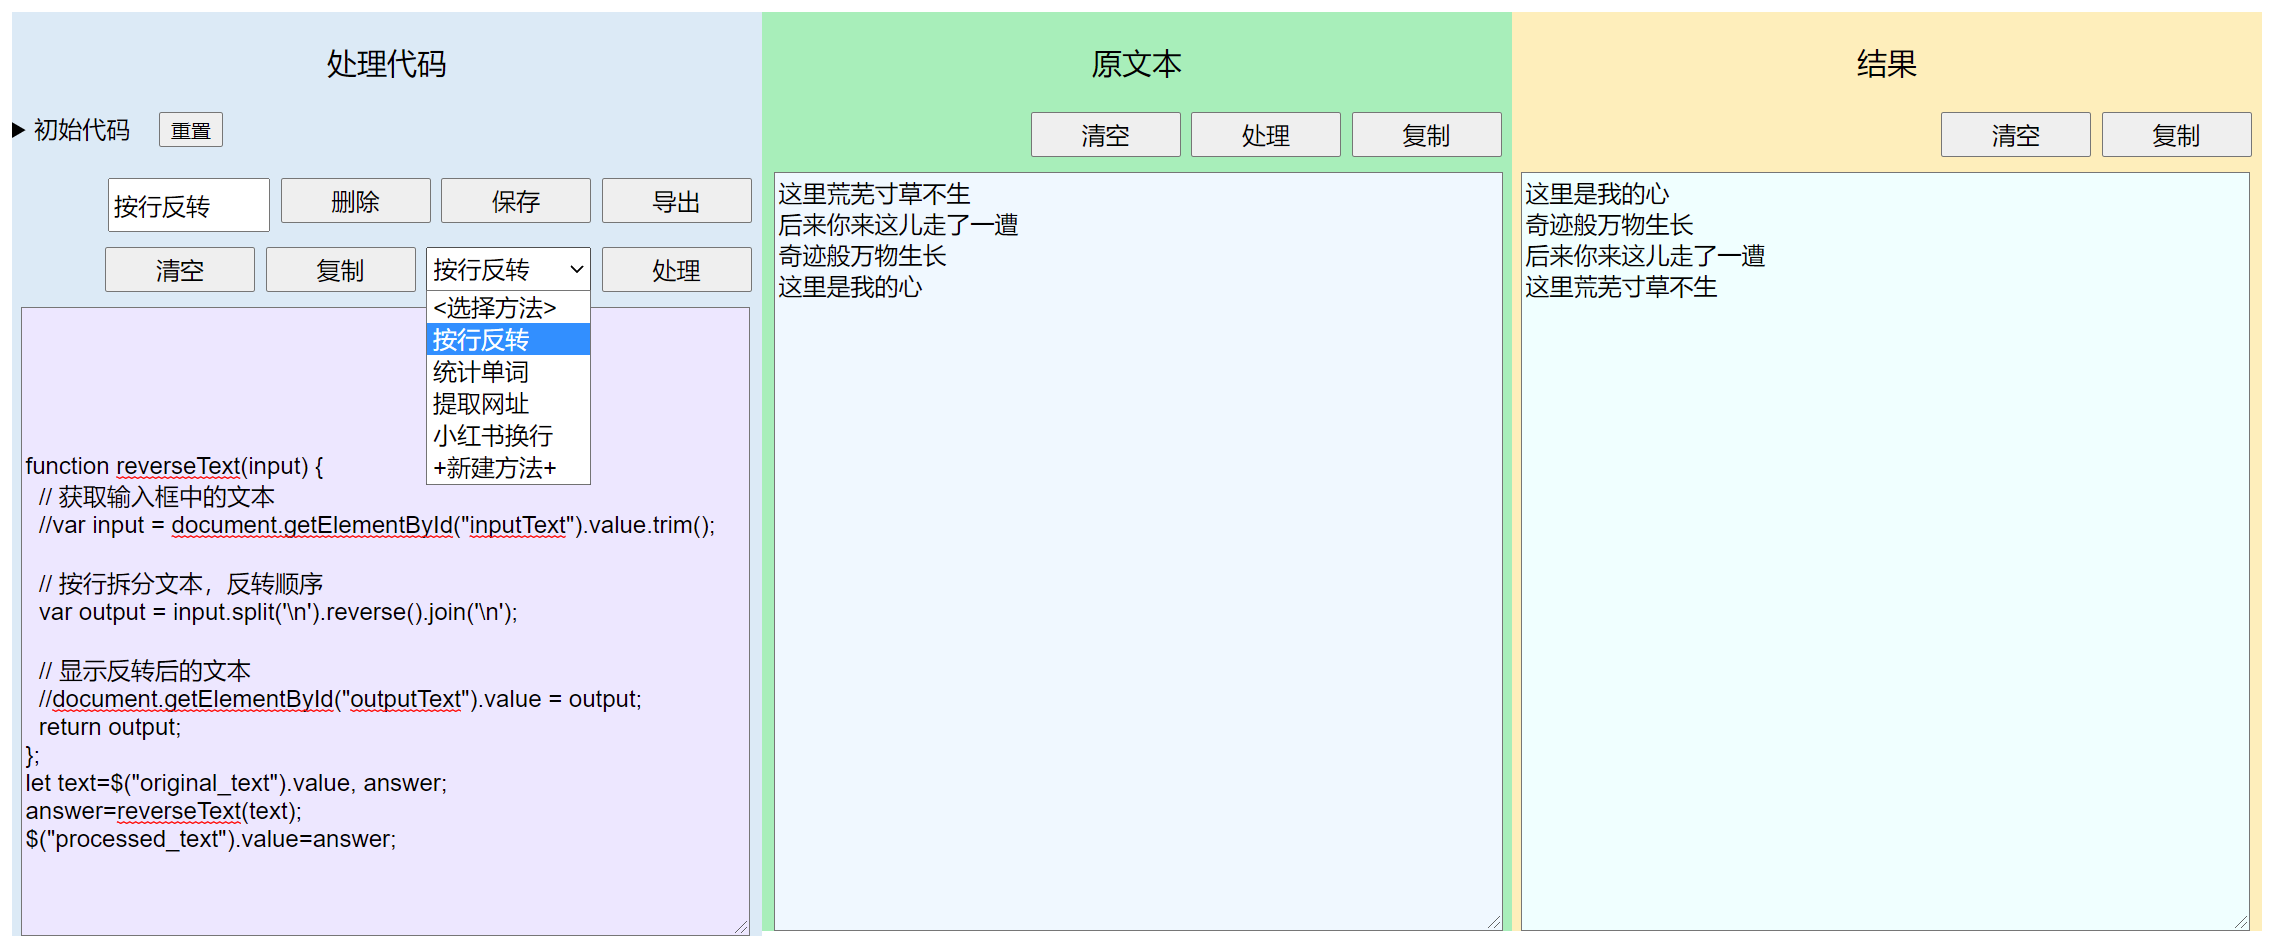 处理代码
初始代码 重置
按行反转 删除 保存 导出
清空 复制 按行反转 处理
<选择方法>
按行反转
统计单词
提取网址
小红书换行
+新建方法+
function reverseText(input) {
  // 获取输入框中的文本
  //var input = document.getElementById("inputText").value.trim();
  // 按行拆分文本，反转顺序
  var output = input.split('\n').reverse().join('\n');
  // 显示反转后的文本
  //document.getElementById("outputText").value = output;
  return output;
};
let text=$("original_text").value, answer;
answer=reverseText(text);
$("processed_text").value=answer;
原文本
清空 处理 复制
这里荒芜寸草不生
后来你来这儿走了一遭
奇迹般万物生长
这里是我的心
结果
清空 复制
这里是我的心
奇迹般万物生长
后来你来这儿走了一遭
这里荒芜寸草不生